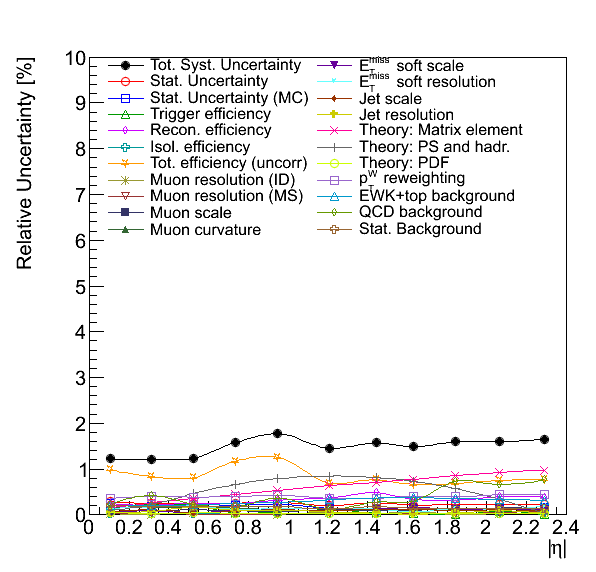 Relative Uncertainty [%]
10
9
8
7
6
5
4
3
2
1
0
Tot. Syst. Uncertainty
Stat. Uncertainty
Stat. Uncertainty (MC)
Trigger efficiency
Recon. efficiency
Isol. efficiency
Tot. efficiency (uncorr)
Muon resolution (ID)
Muon resolution (MS)
Muon scale
Muon curvature
E_T^miss soft scale
E_T^miss soft resolution
Jet scale
Jet resolution
Theory: Matrix element
Theory: PS and hadr.
Theory: PDF
p_T^W reweighting
EWK+top background
QCD background
Stat. Background
0 0.2 0.4 0.6 0.8 1 1.2 1.4 1.6 1.8 2 2.2 2.4
|η|